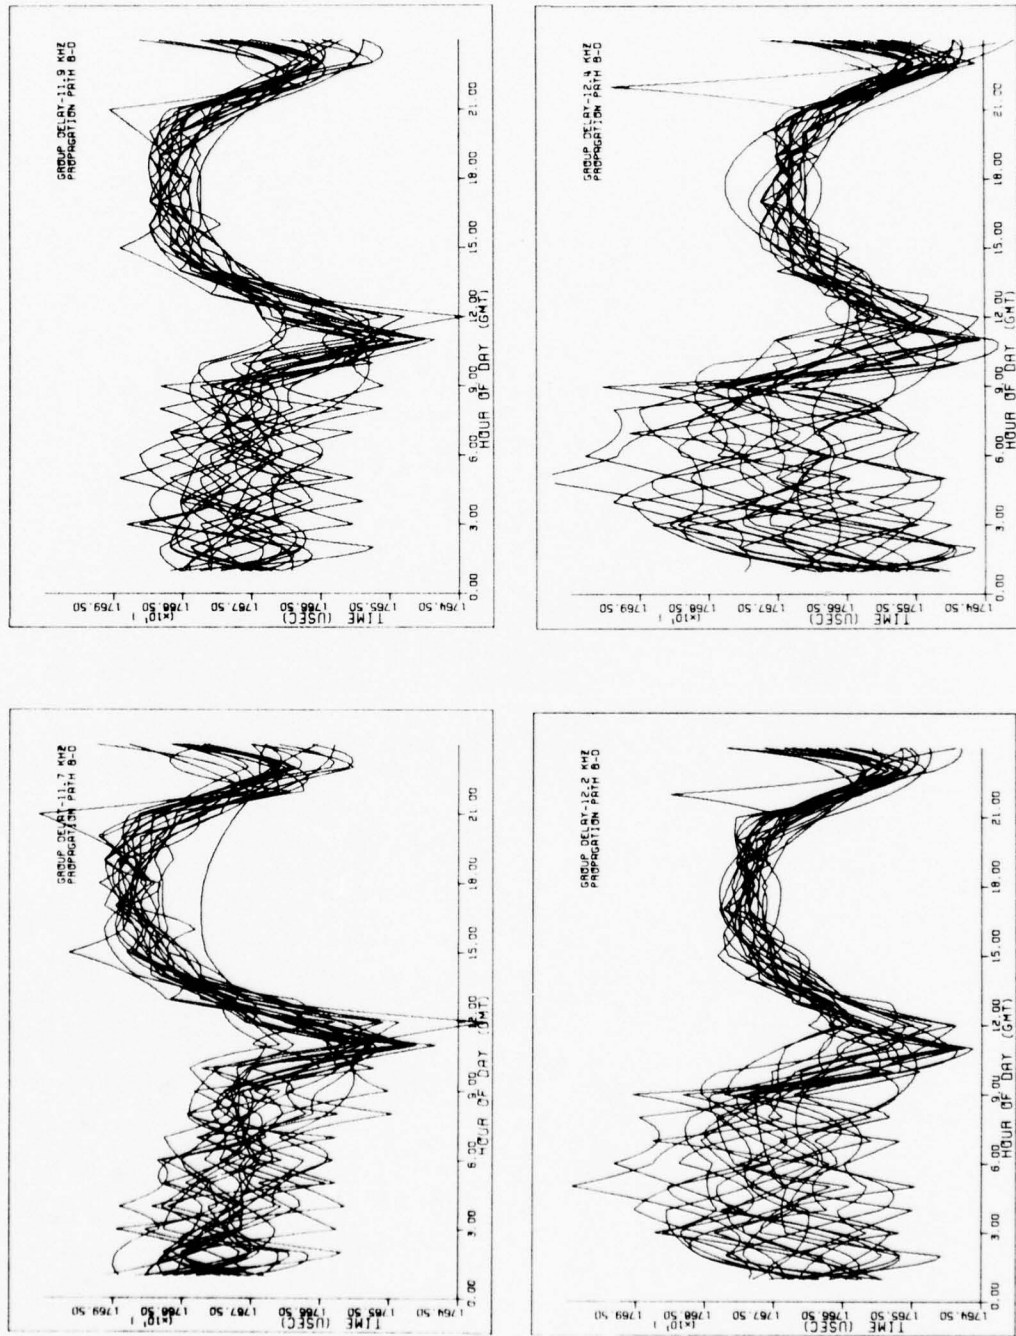 GROUP DELAY-11.7 KHZ
PROPAGATION PATH B-D
TIME (USEC)
(×10¹)
1764.50 1765.50 1766.50 1767.50 1768.50 1769.50
0.00 3.00 6.00 9.00 12.00 15.00 18.00 21.00
HOUR OF DAY (GMT)
GROUP DELAY-11.9 KHZ
PROPAGATION PATH B-D
TIME (USEC)
(×10¹)
1764.50 1765.50 1766.50 1767.50 1768.50 1769.50
0.00 3.00 6.00 9.00 12.00 15.00 18.00 21.00
HOUR OF DAY (GMT)
GROUP DELAY-12.2 KHZ
PROPAGATION PATH B-D
TIME (USEC)
(×10¹)
1764.50 1765.50 1766.50 1767.50 1768.50 1769.50
0.00 3.00 6.00 9.00 12.00 15.00 18.00 21.00
HOUR OF DAY (GMT)
GROUP DELAY-12.4 KHZ
PROPAGATION PATH B-D
TIME (USEC)
(×10¹)
1764.50 1765.50 1766.50 1767.50 1768.50 1769.50
0.00 3.00 6.00 9.00 12.00 15.00 18.00 21.00
HOUR OF DAY (GMT)